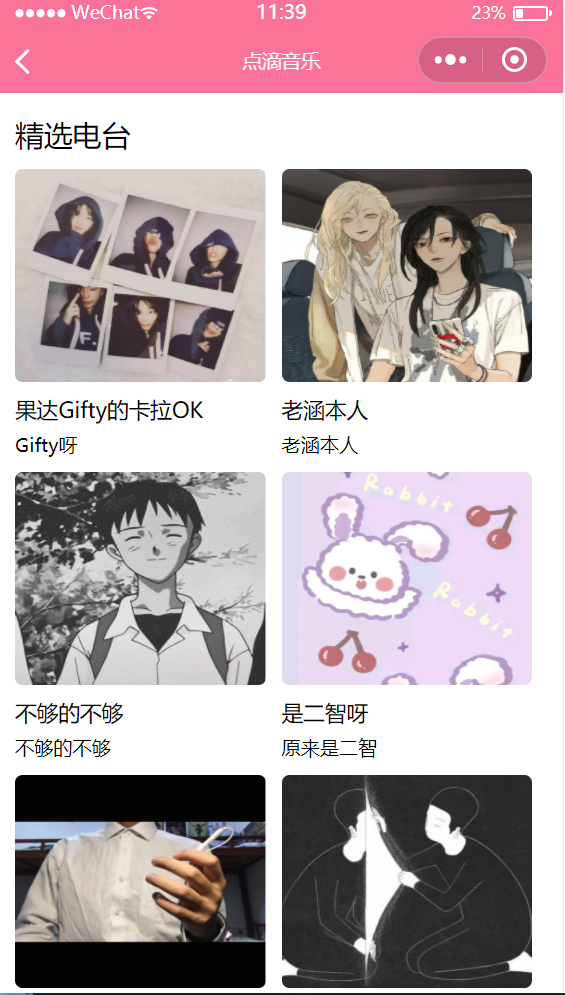 WeChat 11:39 23%
点滴音乐
精选电台
果达Gifty的卡拉OK
Gifty呀
老涵本人
老涵本人
F.
Rabbit
Rabbit
不够的不够
不够的不够
是二智呀
原来是二智